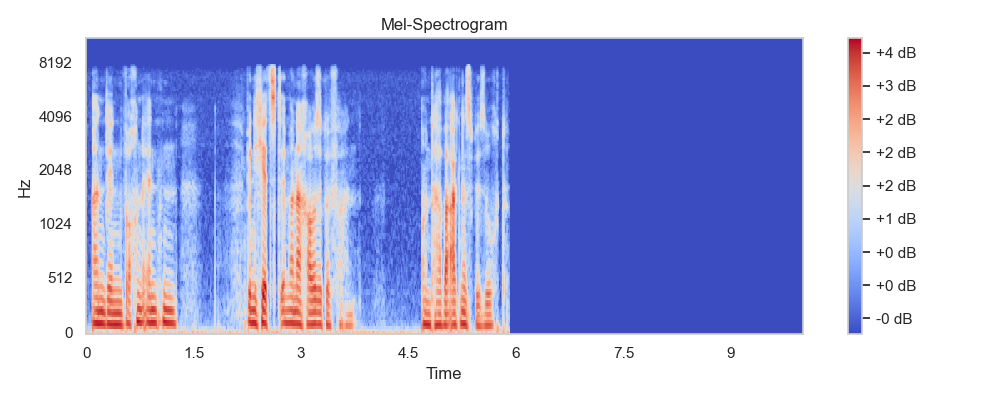 Mel-Spectrogram
8192
4096
2048
1024
512
0
Hz
0 1.5 3 4.5 6 7.5 9
Time
+4 dB
+3 dB
+2 dB
+2 dB
+2 dB
+1 dB
+0 dB
+0 dB
-0 dB